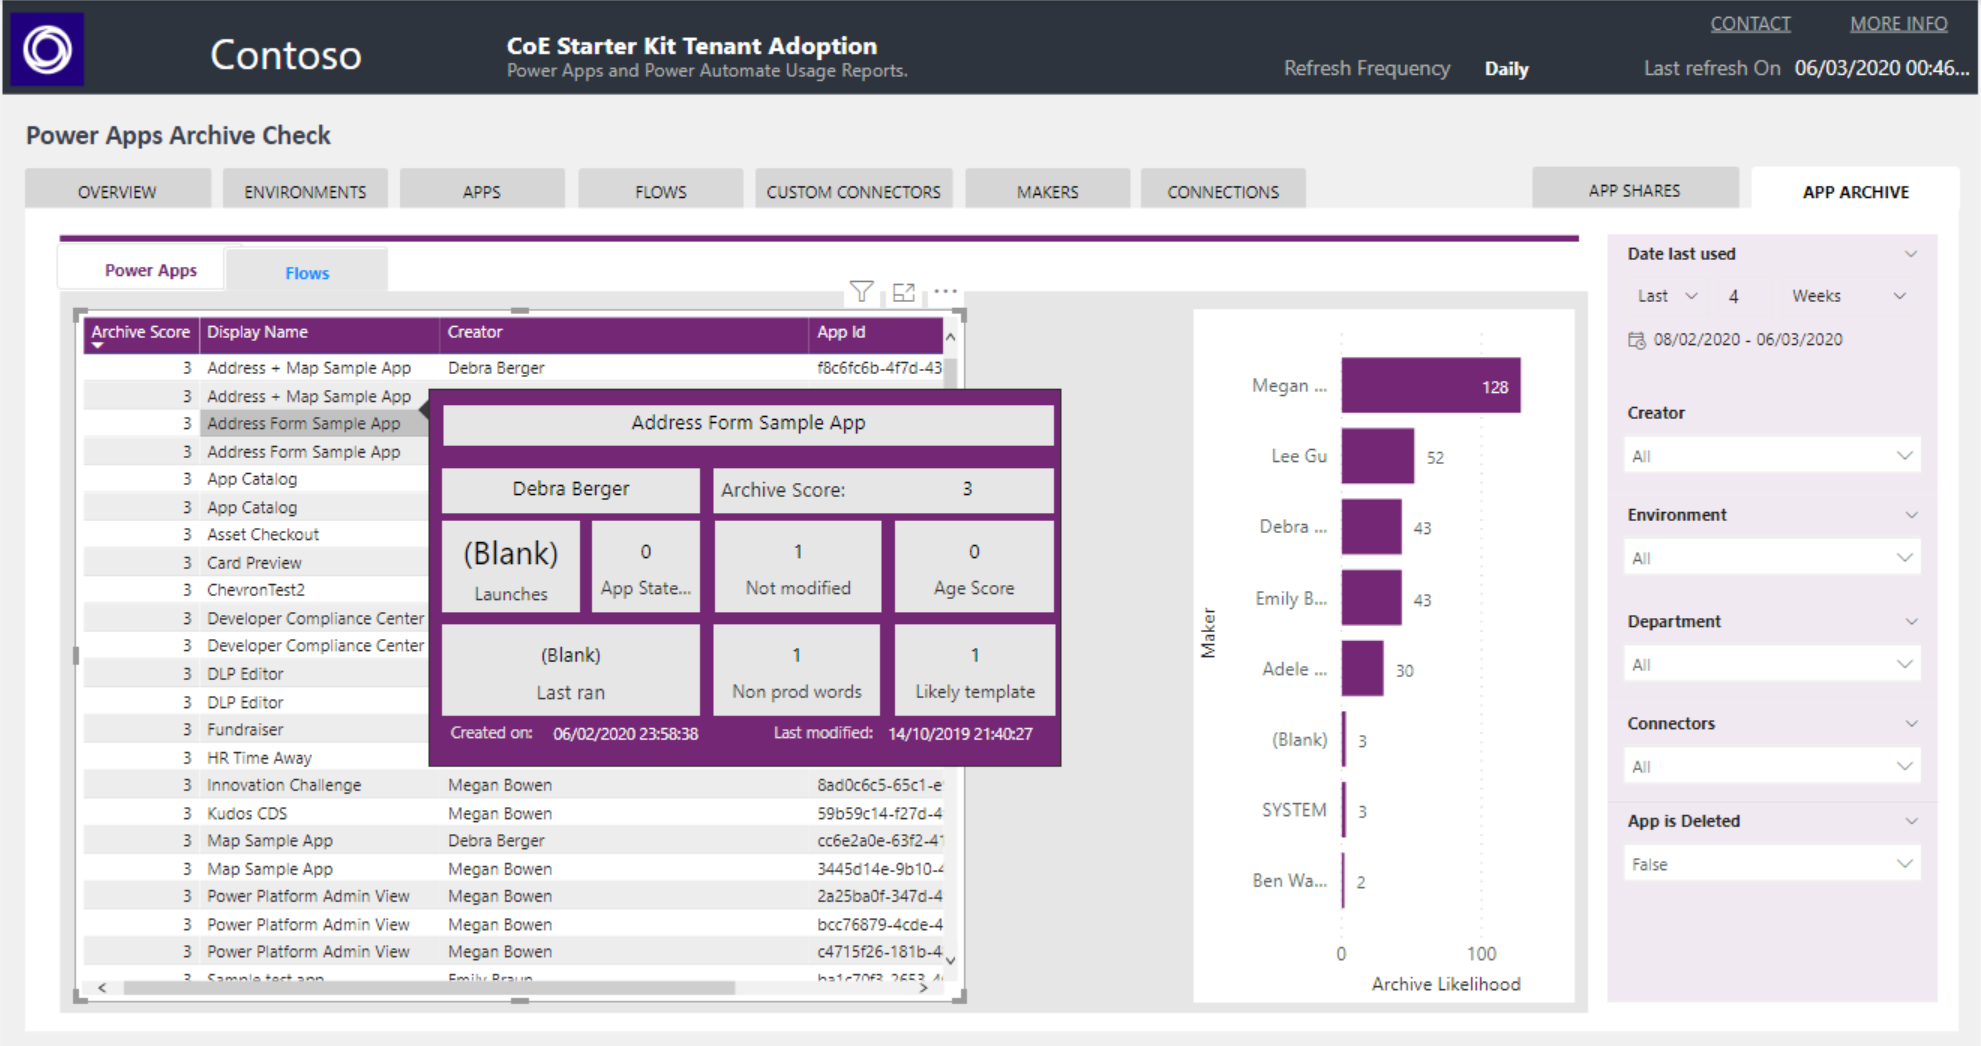 Contoso
CoE Starter Kit Tenant Adoption
Power Apps and Power Automate Usage Reports.
CONTACT MORE INFO
Refresh Frequency Daily Last refresh On 06/03/2020 00:46...
Power Apps Archive Check
OVERVIEW ENVIRONMENTS APPS FLOWS CUSTOM CONNECTORS MAKERS CONNECTIONS APP SHARES APP ARCHIVE
Power Apps Flows
Archive Score Display Name Creator App Id
3 Address + Map Sample App Debra Berger f8c6fc6b-4f7d-43
3 Address + Map Sample App
3 Address Form Sample App
3 Address Form Sample App
3 App Catalog
3 App Catalog
3 Asset Checkout
3 Card Preview
3 ChevronTest2
3 Developer Compliance Center
3 Developer Compliance Center
3 DLP Editor
3 DLP Editor
3 Fundraiser
3 HR Time Away
3 Innovation Challenge Megan Bowen 8ad0c6c5-65c1-e
3 Kudos CDS Megan Bowen 59b59c14-f27d-4
3 Map Sample App Debra Berger cc6e2a0e-63f2-41
3 Map Sample App Megan Bowen 3445d14e-9b10-4
3 Power Platform Admin View Megan Bowen 2a25ba0f-347d-4
3 Power Platform Admin View Megan Bowen bcc76879-4cde-4
3 Power Platform Admin View Megan Bowen c4715f26-181b-4
3 Sample test app Emily Braun
Address Form Sample App
Debra Berger Archive Score: 3
(Blank)
Launches
0
App State...
1
Not modified
0
Age Score
(Blank)
Last ran
1
Non prod words
1
Likely template
Created on: 06/02/2020 23:58:38 Last modified: 14/10/2019 21:40:27
Maker
Megan ... 128
Lee Gu 52
Debra ... 43
Emily B... 43
Adele ... 30
(Blank) 3
SYSTEM 3
Ben Wa... 2
0 100
Archive Likelihood
Date last used
Last 4 Weeks
08/02/2020 - 06/03/2020
Creator
All
Environment
All
Department
All
Connectors
All
App is Deleted
False